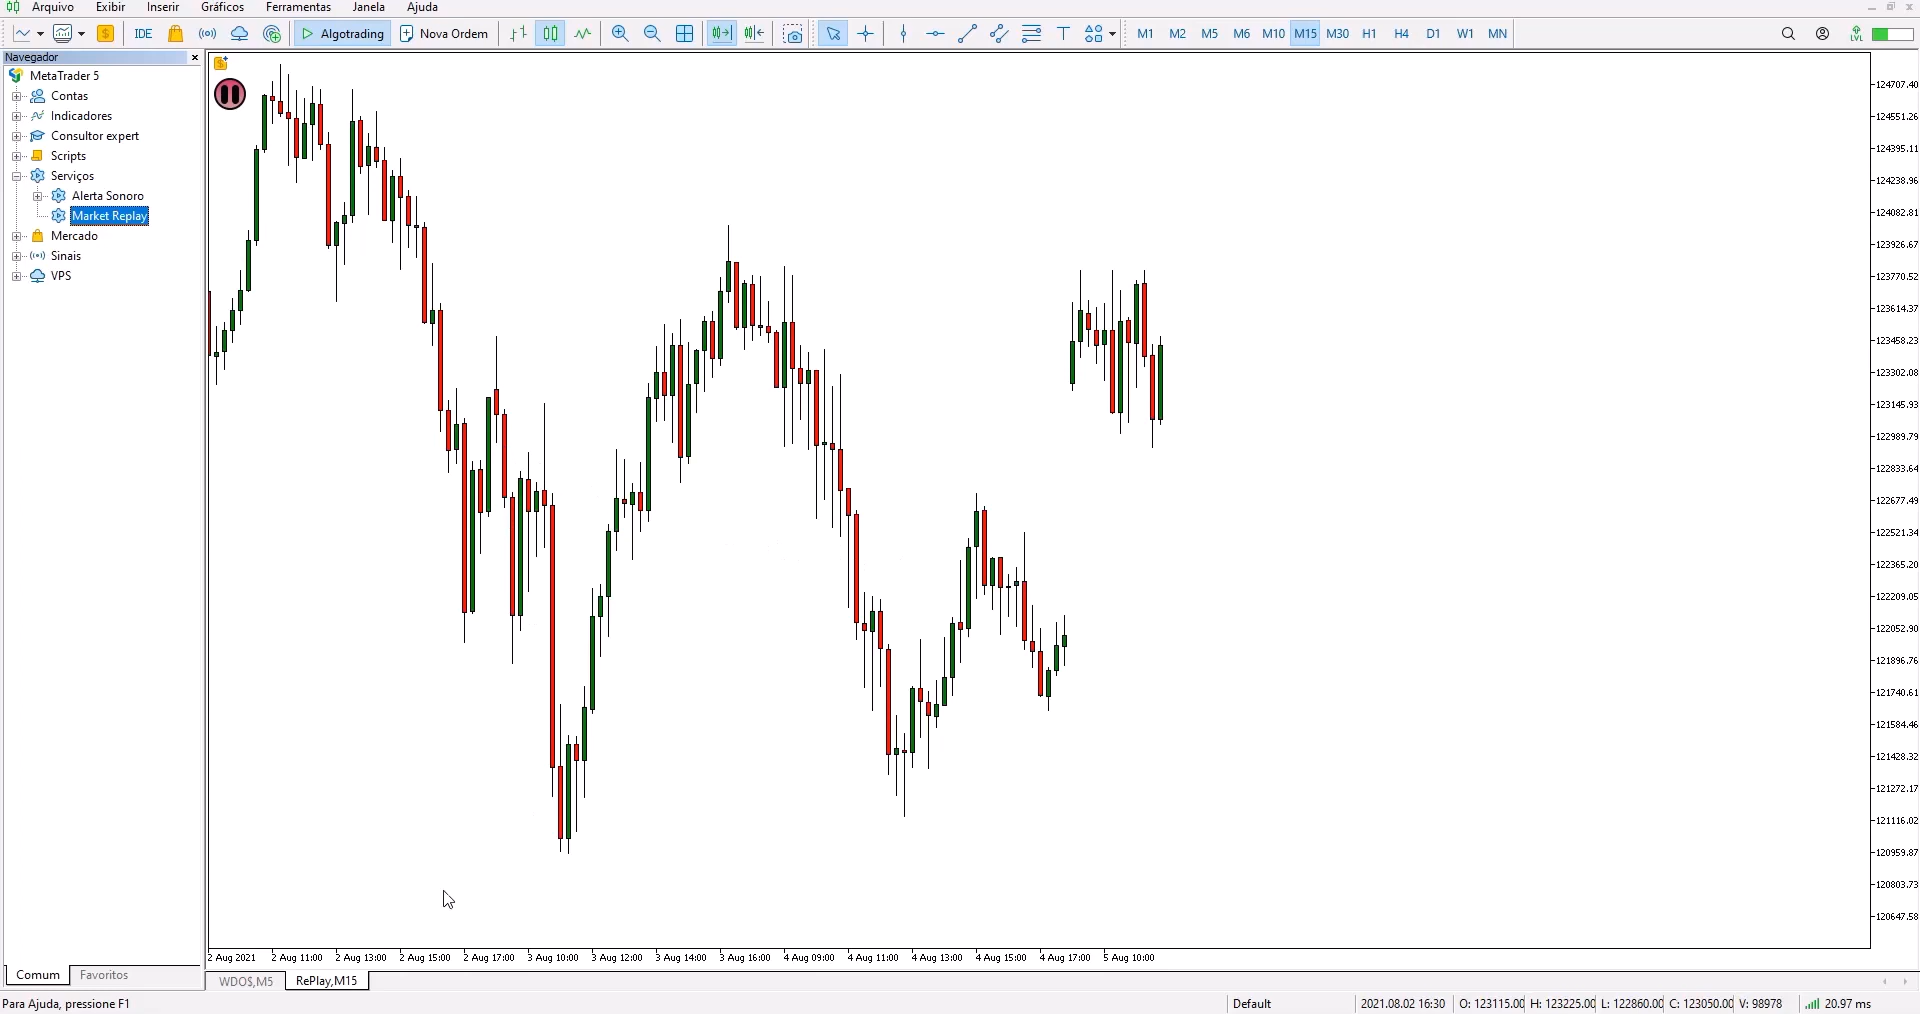 Arquivo Exibir Inserir Gráficos Ferramentas Janela Ajuda
IDE Algotrading Nova Ordem T M1 M2 M5 M6 M10 M15 M30 H1 H4 D1 W1 MN LVL
Navegador
MetaTrader 5
Contas
Indicadores
Consultor expert
Scripts
Serviços
Alerta Sonoro
Market Replay
Mercado
Sinais
VPS
124707.40
124551.26
124395.11
124238.96
124082.81
123926.67
123770.52
123614.37
123458.23
123302.08
123145.93
122989.79
122833.64
122677.49
122521.34
122365.20
122209.05
122052.90
121896.76
121740.61
121584.46
121428.32
121272.17
121116.02
120959.87
120803.73
120647.58
2 Aug 2021 2 Aug 11:00 2 Aug 13:00 2 Aug 15:00 2 Aug 17:00 3 Aug 10:00 3 Aug 12:00 3 Aug 14:00 3 Aug 16:00 4 Aug 09:00 4 Aug 11:00 4 Aug 13:00 4 Aug 15:00 4 Aug 17:00 5 Aug 10:00
Comum Favoritos
WDO$,M5 RePlay,M15
Para Ajuda, pressione F1 Default 2021.08.02 16:30 O: 123115.00 H: 123225.00 L: 122860.00 C: 123050.00 V: 98978 20.97 ms